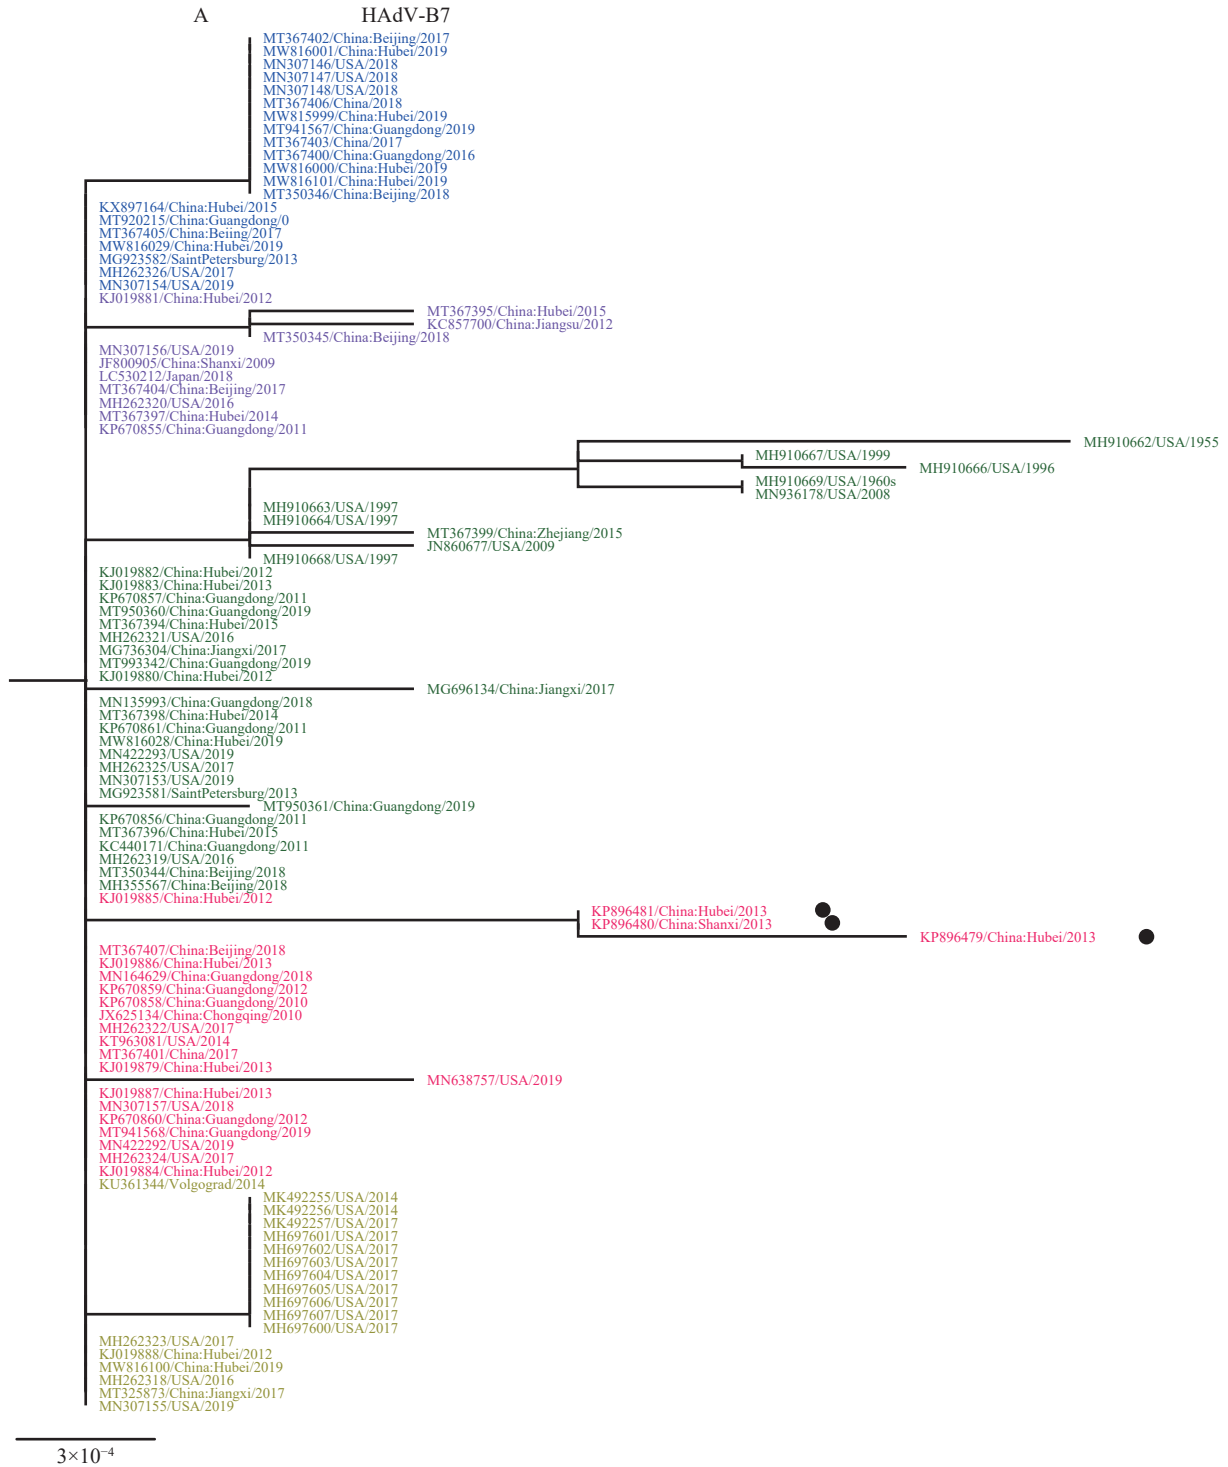 A HAdV-B7
MT367402/China:Beijing/2017
MW816001/China:Hubei/2019
MN307146/USA/2018
MN307147/USA/2018
MN307148/USA/2018
MT367406/China/2018
MW815999/China:Hubei/2019
MT941567/China:Guangdong/2019
MT367403/China/2017
MT367400/China:Guangdong/2016
MW816000/China:Hubei/2019
MW816101/China:Hubei/2019
MT350346/China:Beijing/2018
KX897164/China:Hubei/2015
MT920215/China:Guangdong/0
MT367405/China:Beiing/2017
MW816029/China:Hubei/2019
MG923582/SaintPetersburg/2013
MH262326/USA/2017
MN307154/USA/2019
KJ019881/China:Hubei/2012
MT367395/China:Hubei/2015
KC857700/China:Jiangsu/2012
MT350345/China:Beijing/2018
MN307156/USA/2019
JF800905/China:Shanxi/2009
LC530212/Japan/2018
MT367404/China:Beijing/2017
MH262320/USA/2016
MT367397/China:Hubei/2014
KP670855/China:Guangdong/2011
MH910662/USA/1955
MH910667/USA/1999
MH910666/USA/1996
MH910669/USA/1960s
MN936178/USA/2008
MH910663/USA/1997
MH910664/USA/1997
MT367399/China:Zhejiang/2015
JN860677/USA/2009
MH910668/USA/1997
KJ019882/China:Hubei/2012
KJ019883/China:Hubei/2013
KP670857/China:Guangdong/2011
MT950360/China:Guangdong/2019
MT367394/China:Hubei/2015
MH262321/USA/2016
MG736304/China:Jiangxi/2017
MT993342/China:Guangdong/2019
KJ019880/China:Hubei/2012
MG696134/China:Jiangxi/2017
MN135993/China:Guangdong/2018
MT367398/China:Hubei/2014
KP670861/China:Guangdong/2011
MW816028/China:Hubei/2019
MN422293/USA/2019
MH262325/USA/2017
MN307153/USA/2019
MG923581/SaintPetersburg/2013
MT950361/China:Guangdong/2019
KP670856/China:Guangdong/2011
MT367396/China:Hubei/2015
KC440171/China:Guangdong/2011
MH262319/USA/2016
MT350344/China:Beijing/2018
MH355567/China:Beijing/2018
KJ019885/China:Hubei/2012
KP896481/China:Hubei/2013
KP896480/China:Shanxi/2013
KP896479/China:Hubei/2013
MT367407/China:Beijing/2018
KJ019886/China:Hubei/2013
MN164629/China:Guangdong/2018
KP670859/China:Guangdong/2012
KP670858/China:Guangdong/2010
JX625134/China:Chongqing/2010
MH262322/USA/2017
KT963081/USA/2014
MT367401/China/2017
KJ019879/China:Hubei/2013
MN638757/USA/2019
KJ019887/China:Hubei/2013
MN307157/USA/2018
KP670860/China:Guangdong/2012
MT941568/China:Guangdong/2019
MN422292/USA/2019
MH262324/USA/2017
KJ019884/China:Hubei/2012
KU361344/Volgograd/2014
MK492255/USA/2014
MK492256/USA/2014
MK492257/USA/2017
MH697601/USA/2017
MH697602/USA/2017
MH697603/USA/2017
MH697604/USA/2017
MH697605/USA/2017
MH697606/USA/2017
MH697607/USA/2017
MH697600/USA/2017
MH262323/USA/2017
KJ019888/China:Hubei/2012
MW816100/China:Hubei/2019
MH262318/USA/2016
MT325873/China:Jiangxi/2017
MN307155/USA/2019
3×10⁻⁴